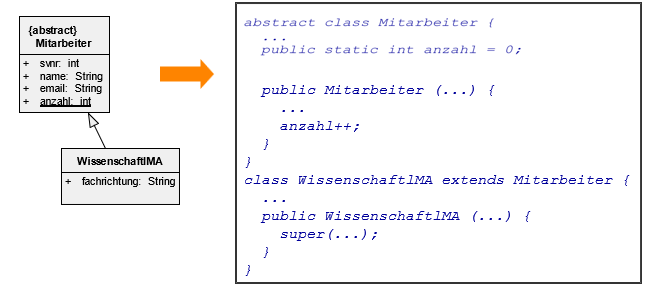 {abstract}
Mitarbeiter
+ svnr: int
+ name: String
+ email: String
+ anzahl: int
WissenschaftlMA
+ fachrichtung: String
abstract class Mitarbeiter {
...
public static int anzahl = 0;
public Mitarbeiter (...) {
...
anzahl++;
}
}
class WissenschaftlMA extends Mitarbeiter {
...
public WissenschaftlMA (...) {
super(...);
}
}